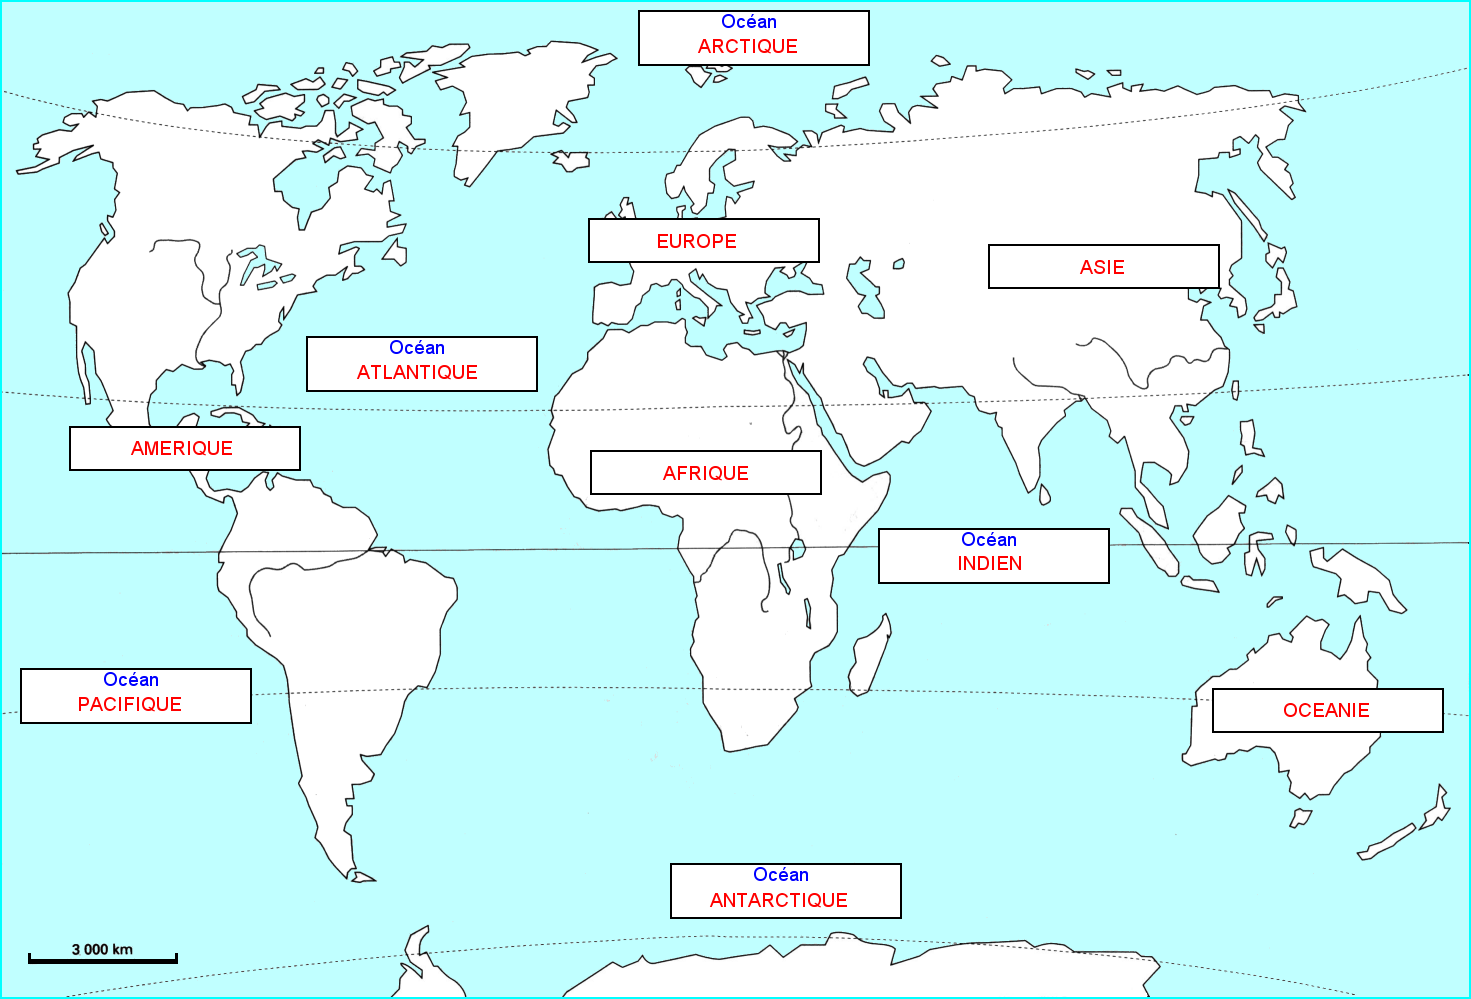 Océan
ARCTIQUE
EUROPE
ASIE
Océan
ATLANTIQUE
AMERIQUE
AFRIQUE
Océan
INDIEN
Océan
PACIFIQUE
OCEANIE
Océan
ANTARCTIQUE
3 000 km